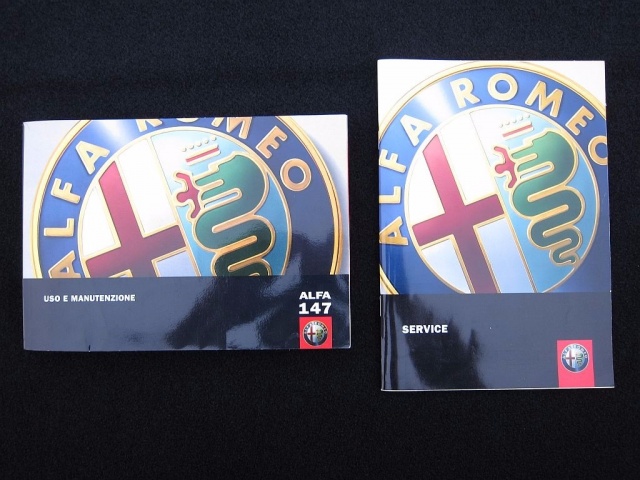 ALFA ROMEO
USO E MANUTENZIONE
ALFA
147
ALFA ROMEO
SERVICE